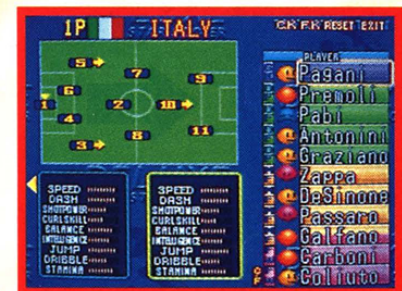 1P ITALY C.K P.K RESET EXIT
PLAYER
Pagani
Premoli
Pabi
Antonini
Graziano
Zappa
DeSimone
Passaro
Galfano
Carboni
Coliuto
5
7
9
6
1
2
10
4
8
11
3
SPEED
DASH
SHOTPOWER
CURLSKILL
BALANCE
INTELLIGENCE
JUMP
DRIBBLE
STAMINA
SPEED
DASH
SHOTPOWER
CURLSKILL
BALANCE
INTELLIGENCE
JUMP
DRIBBLE
STAMINA